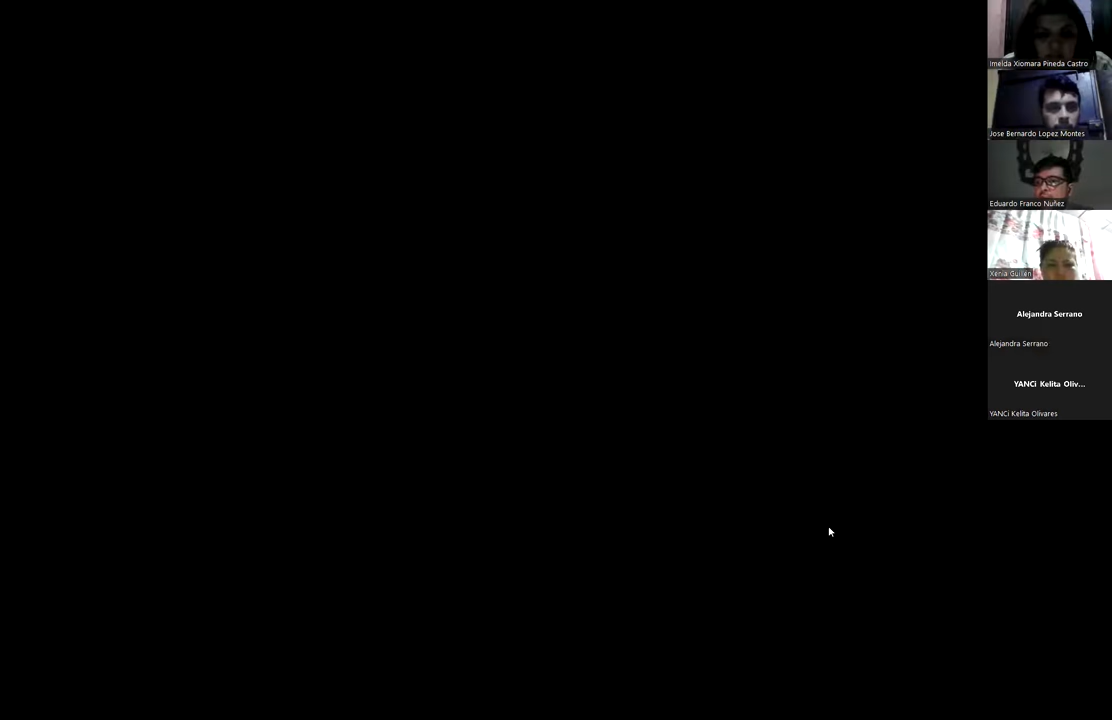 Imelda Xiomara Pineda Castro
Jose Bernardo Lopez Montes
Eduardo Franco Nuñez
Xenia Guillen
Alejandra Serrano
Alejandra Serrano
YANCi Kelita Oliv...
YANCi Kelita Olivares